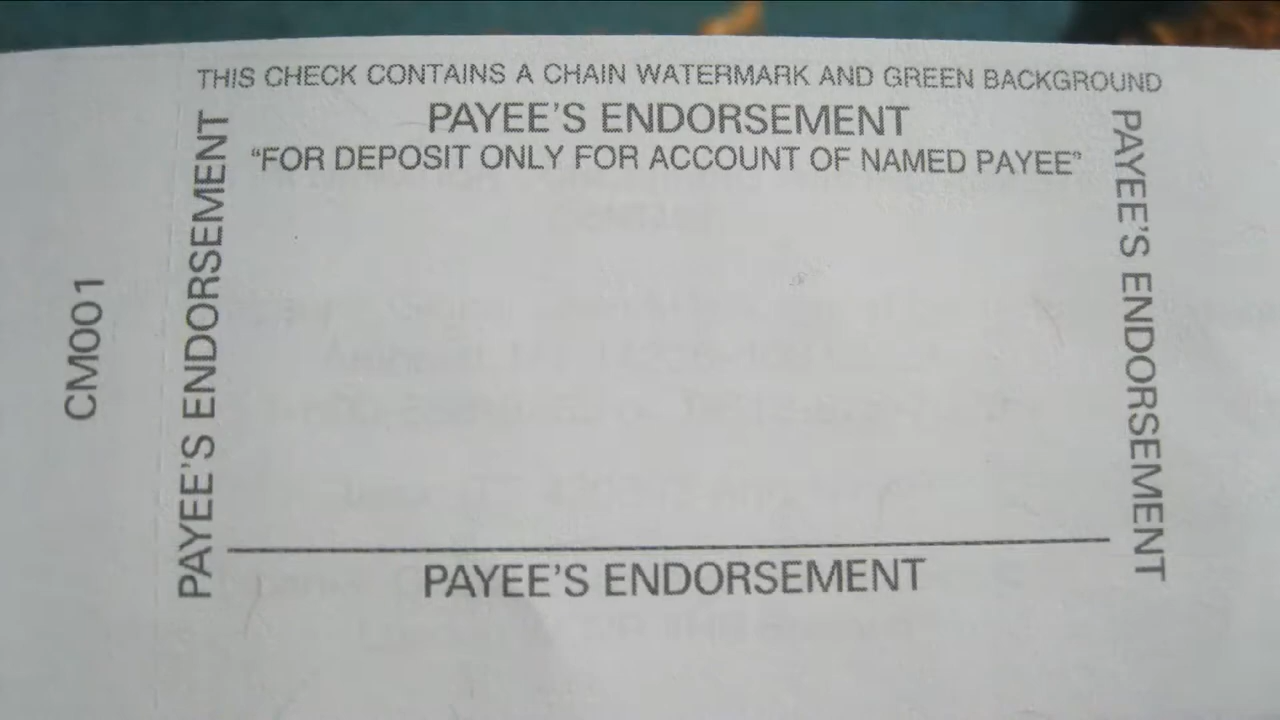 THIS CHECK CONTAINS A CHAIN WATERMARK AND GREEN BACKGROUND
PAYEE'S ENDORSEMENT
"FOR DEPOSIT ONLY FOR ACCOUNT OF NAMED PAYEE"
CM001
PAYEE'S ENDORSEMENT
PAYEE'S ENDORSEMENT
PAYEE'S ENDORSEMENT